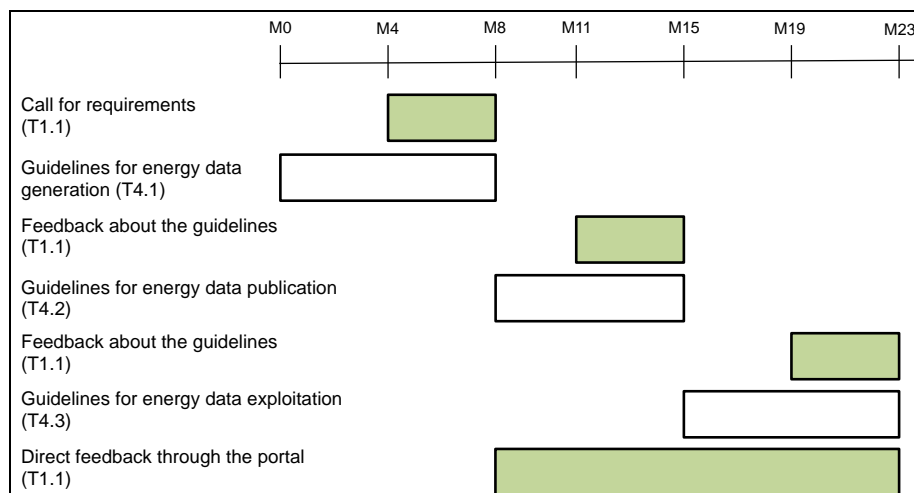 M0 M4 M8 M11 M15 M19 M23
Call for requirements
(T1.1)
Guidelines for energy data
generation (T4.1)
Feedback about the guidelines
(T1.1)
Guidelines for energy data publication
(T4.2)
Feedback about the guidelines
(T1.1)
Guidelines for energy data exploitation
(T4.3)
Direct feedback through the portal
(T1.1)